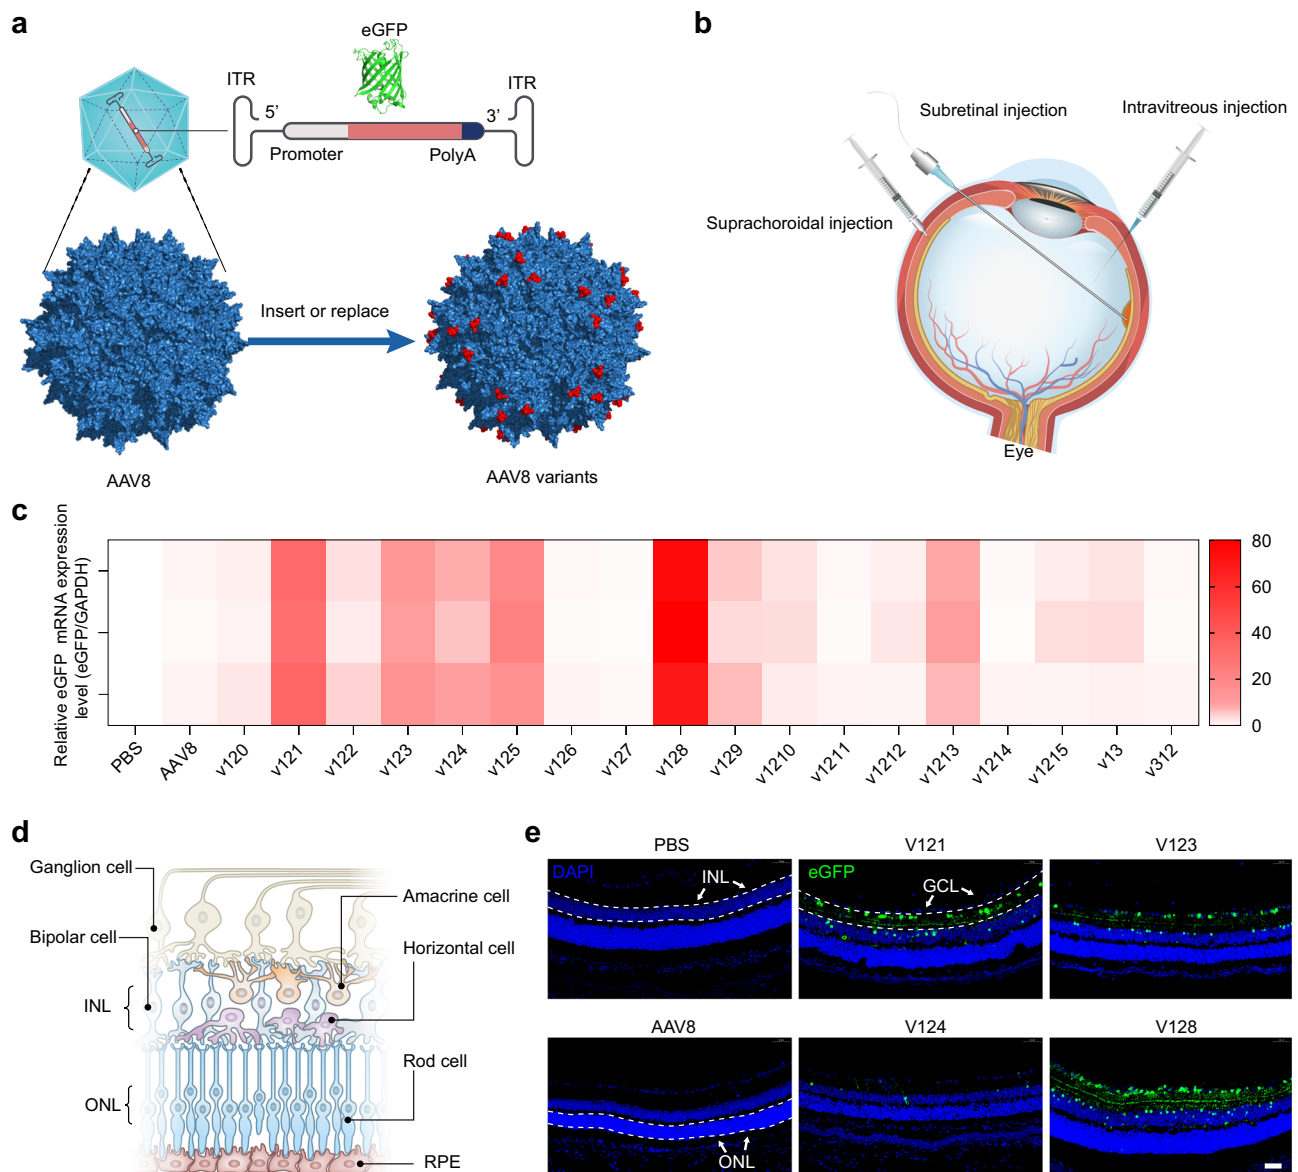 a
eGFP
ITR
ITR
5’
3’
Promoter
PolyA
Insert or replace
AAV8
AAV8 variants
b
Subretinal injection
Intravitreous injection
Suprachoroidal injection
Eye
c
Relative eGFP mRNA expression
level (eGFP/GAPDH)
80
60
40
20
0
PBS
AAV8
v120
v121
v122
v123
v124
v125
v126
v127
v128
v129
v1210
v1211
v1212
v1213
v1214
v1215
v13
v312
d
Ganglion cell
Amacrine cell
Bipolar cell
Horizontal cell
INL
Rod cell
ONL
RPE
e
PBS
V121
V123
DAPI
INL
eGFP
GCL
AAV8
V124
V128
ONL